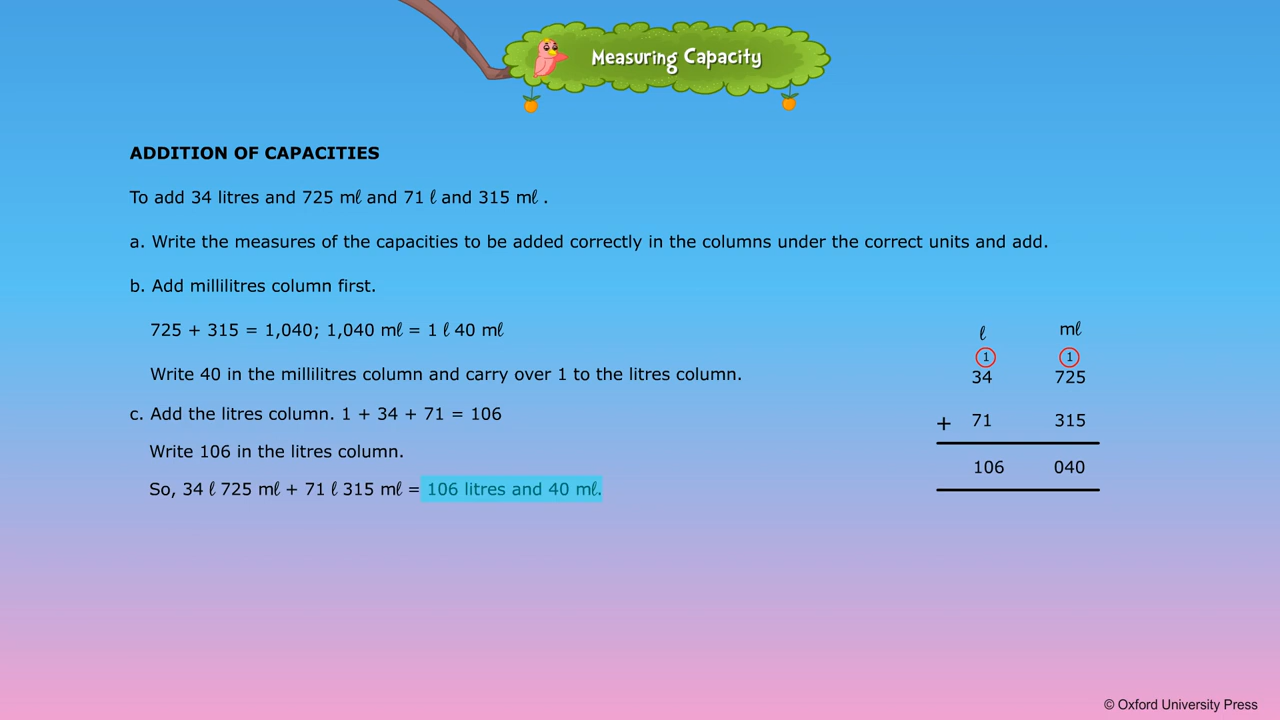 Measuring Capacity
ADDITION OF CAPACITIES
To add 34 litres and 725 mℓ and 71 ℓ and 315 mℓ .
a. Write the measures of the capacities to be added correctly in the columns under the correct units and add.
b. Add millilitres column first.
725 + 315 = 1,040; 1,040 mℓ = 1 ℓ 40 mℓ
Write 40 in the millilitres column and carry over 1 to the litres column.
c. Add the litres column. 1 + 34 + 71 = 106
Write 106 in the litres column.
So, 34 ℓ 725 mℓ + 71 ℓ 315 mℓ = 106 litres and 40 mℓ.
ℓ mℓ
1 1
34 725
+ 71 315
106 040
© Oxford University Press